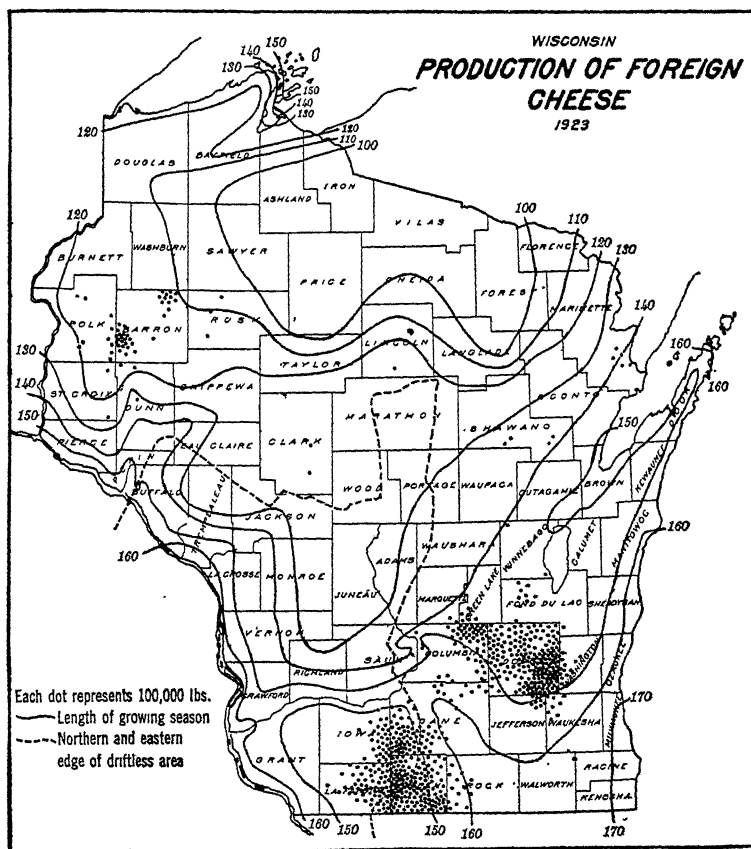 WISCONSIN
PRODUCTION OF FOREIGN
CHEESE
1923
150
140
130
150
140
130
120
110
100
120
DOUGLAS
BAYFIELD
ASHLAND
IRON
VILAS
120
BURNETT
WASHBURN
SAWYER
PRICE
ONEIDA
FOREST
FLORENCE
100
110
120
130
140
MARINETTE
POLK
BARRON
RUSK
LINCOLN
LANGLADE
TAYLOR
160
160
130
140
150
ST CROIX
DUNN
CHIPPEWA
PIERCE
EAU CLAIRE
CLARK
MARATHON
SHAWANO
OCONTO
DOOR
150
BUFFALO
TREMPEALEAU
JACKSON
WOOD
PORTAGE
WAUPACA
OUTAGAMIE
BROWN
KEWAUNEE
160
LACROSSE
MONROE
JUNEAU
ADAMS
WAUSHARA
WINNEBAGO
CALUMET
MANITOWOC
160
MARQUETTE
GREEN LAKE
FOND DU LAC
SHEBOYGAN
VERNON
RICHLAND
SAUK
COLUMBIA
OZAUKEE
CRAWFORD
170
Each dot represents 100,000 lbs.
Length of growing season
Northern and eastern
edge of driftless area
GRANT
IOWA
DANE
JEFFERSON
WAUKESHA
ROCK
WALWORTH
RACINE
KENOSHA
160
150
150
160
170